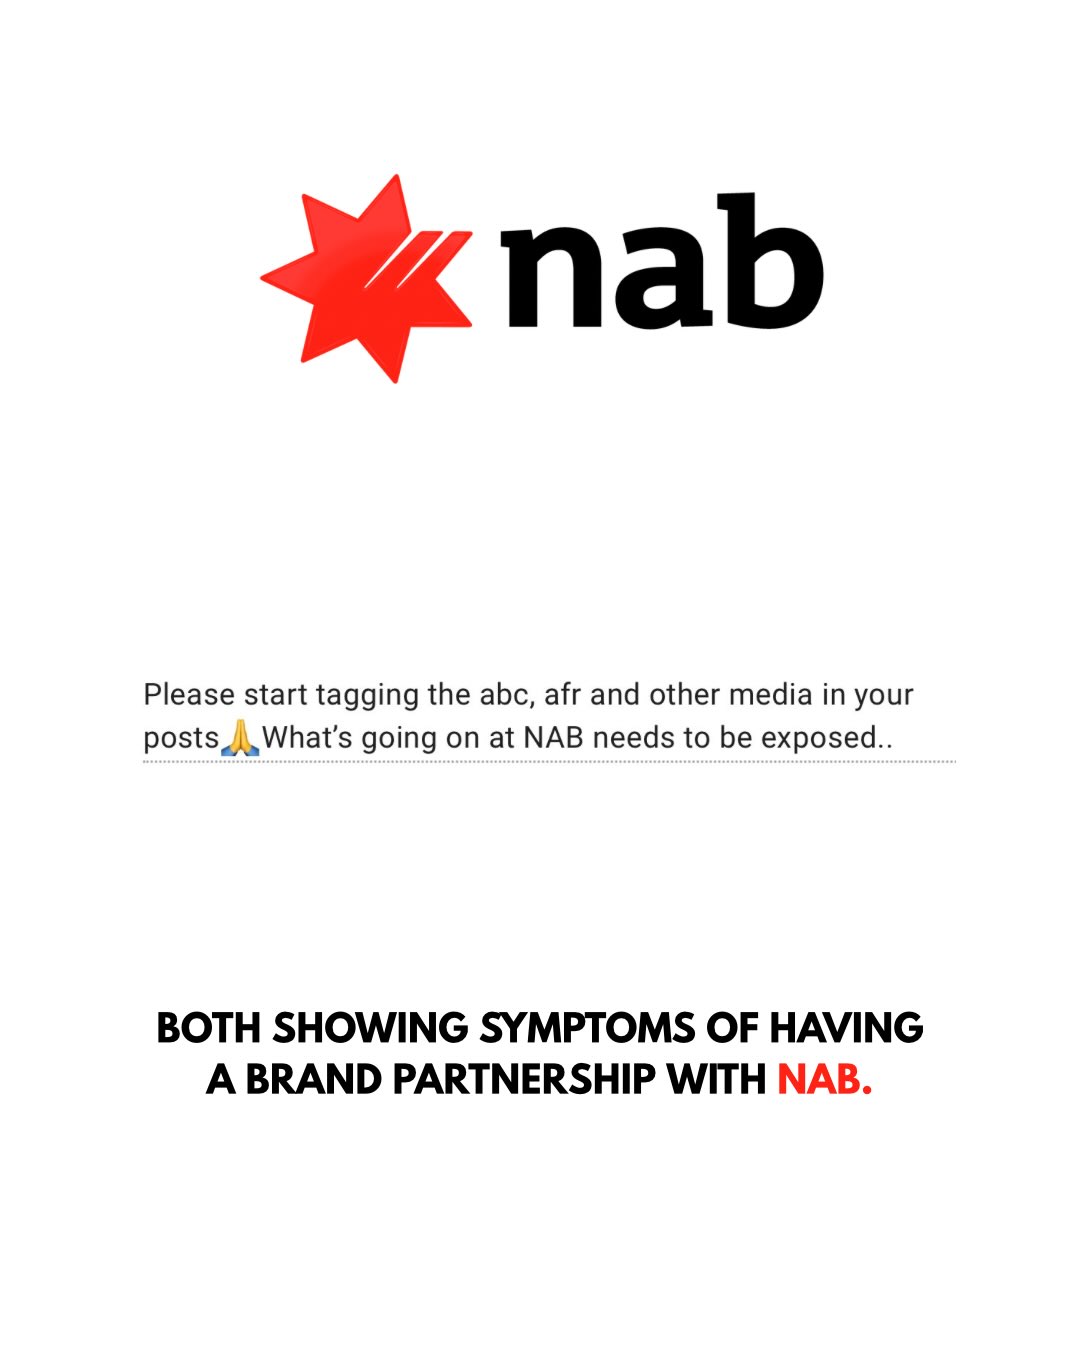 nab
Please start tagging the abc, afr and other media in your
posts🙏What's going on at NAB needs to be exposed..
BOTH SHOWING SYMPTOMS OF HAVING
A BRAND PARTNERSHIP WITH NAB.